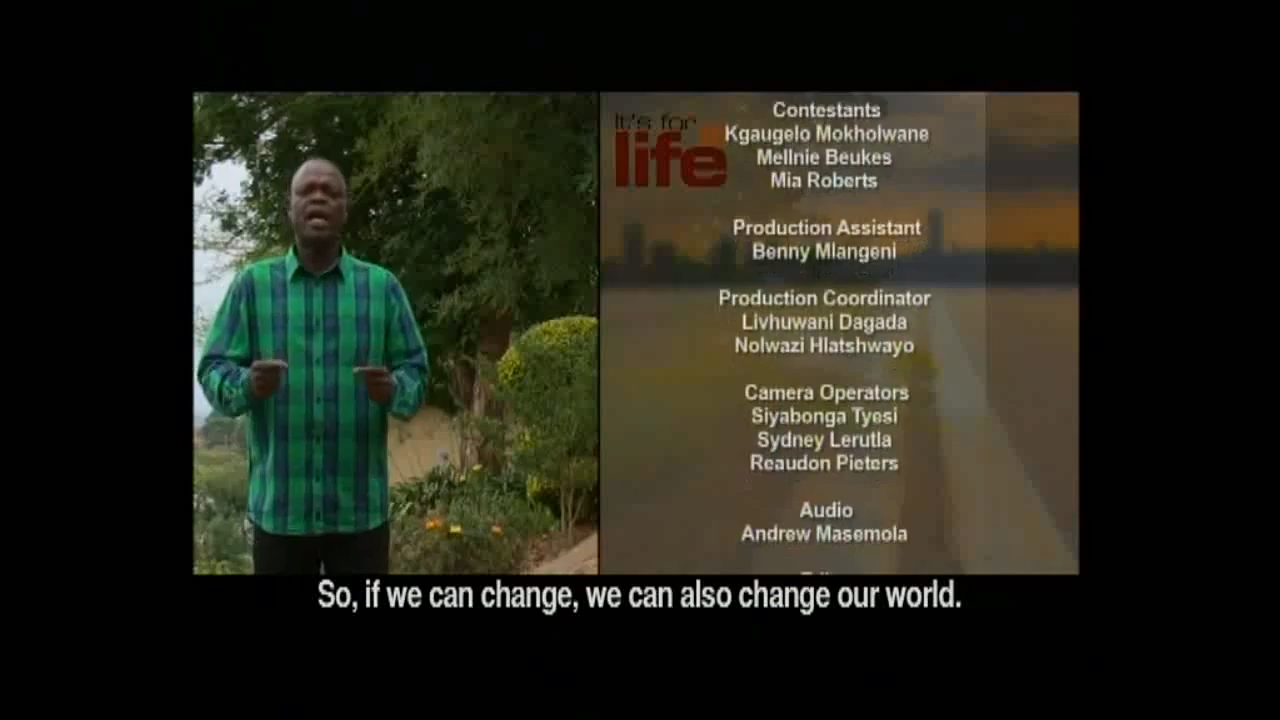 It's for
life
Contestants
Kgaugelo Mokholwane
Mellnie Beukes
Mia Roberts
Production Assistant
Benny Mlangeni
Production Coordinator
Livhuwani Dagada
Nolwazi Hlatshwayo
Camera Operators
Siyabonga Tyesi
Sydney Lerutla
Reaudon Pieters
Audio
Andrew Masemola
So, if we can change, we can also change our world.